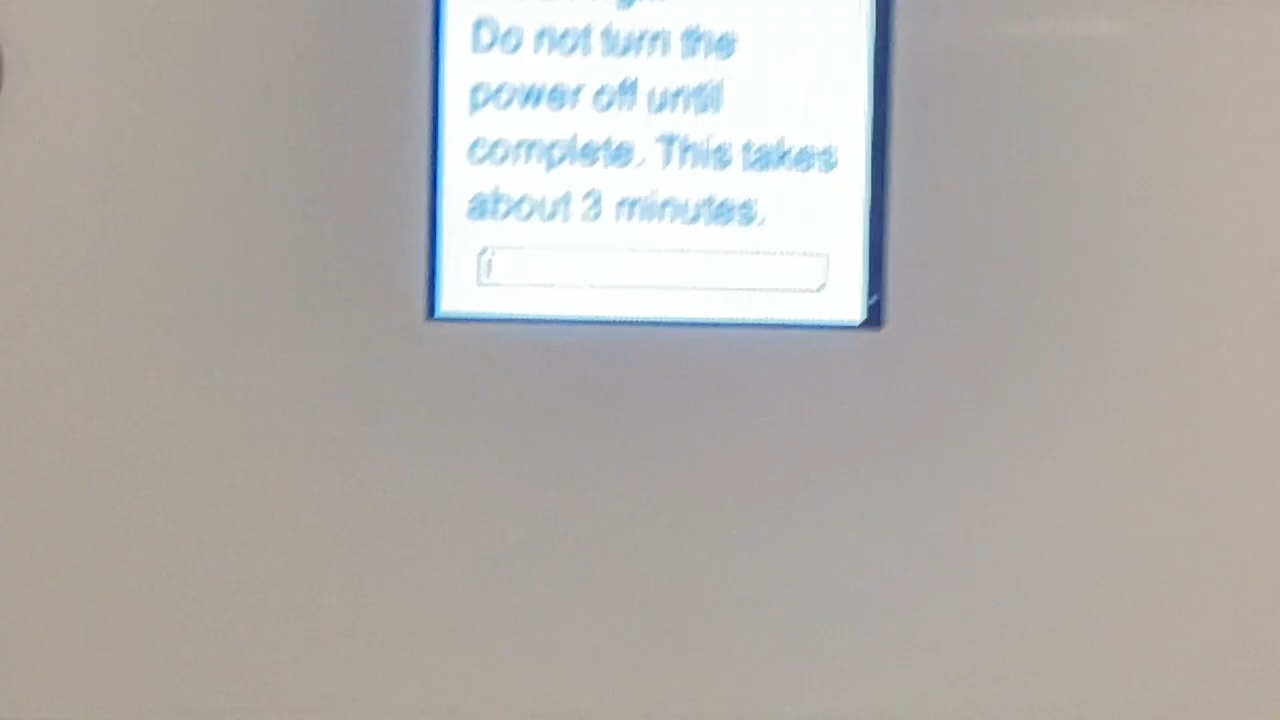 Do not turn the
power off until
complete. This takes
about 3 minutes.